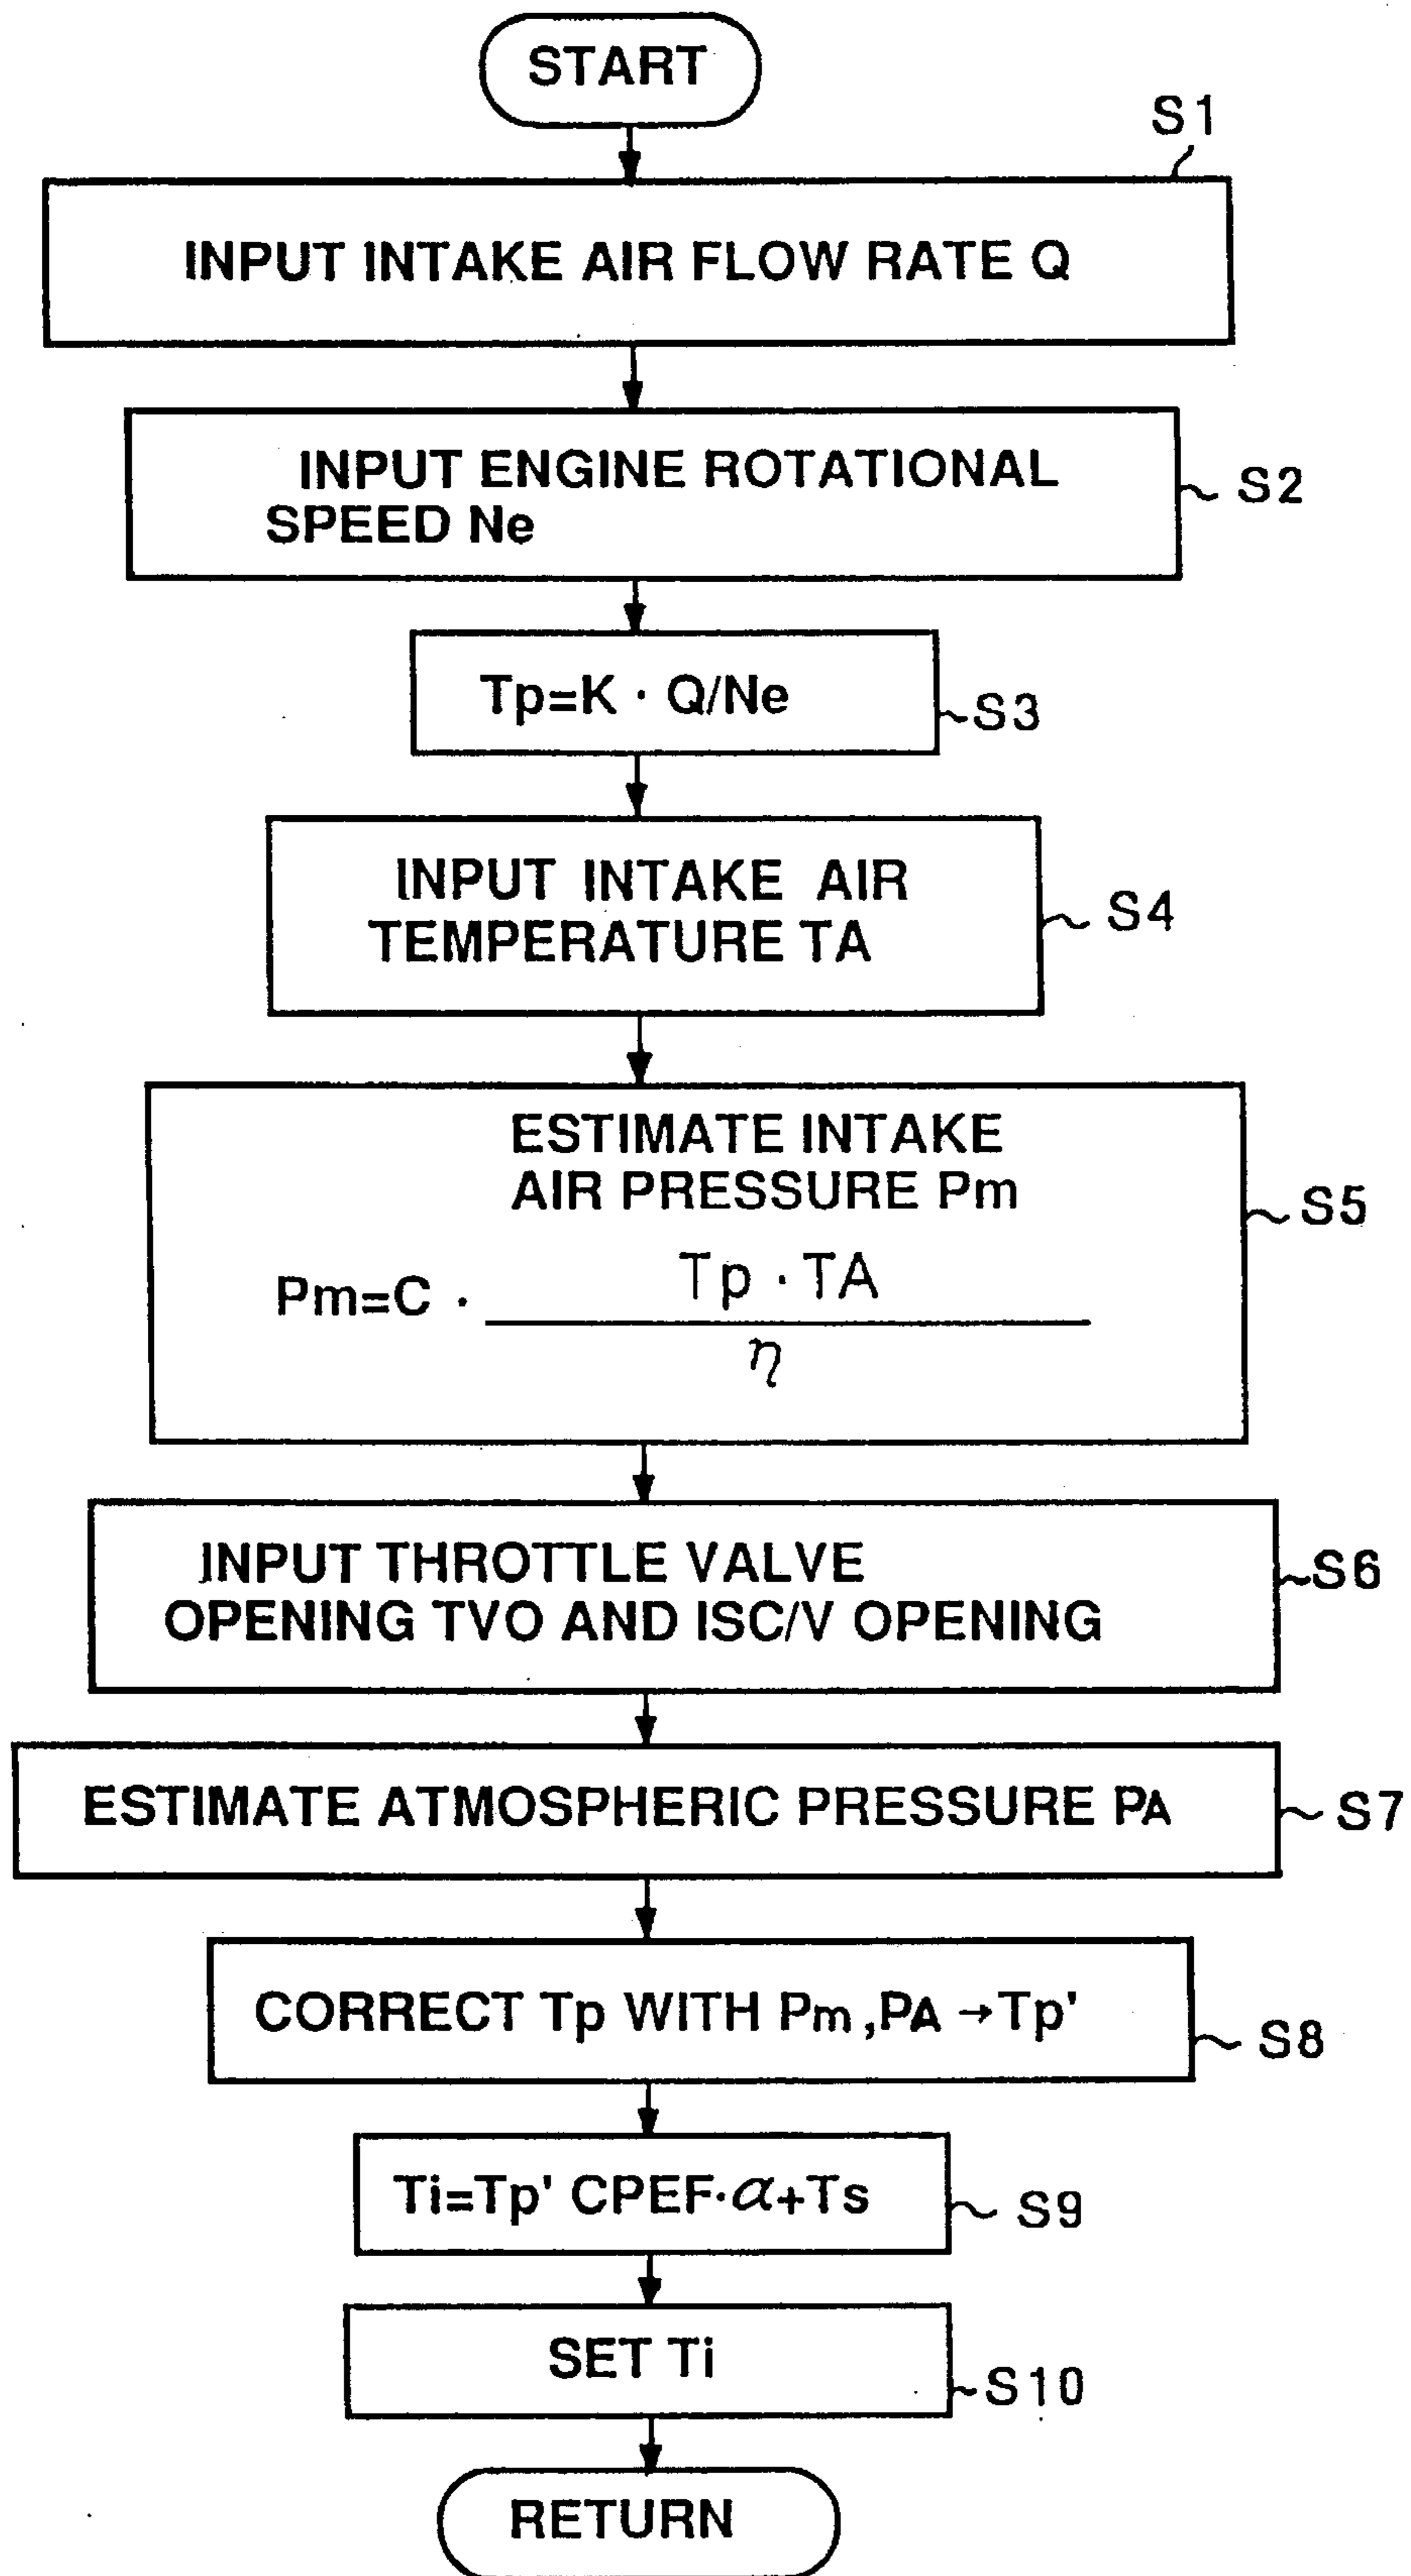 START
S1
INPUT INTAKE AIR FLOW RATE Q
INPUT ENGINE ROTATIONAL
SPEED Ne
S2
Tp=K · Q/Ne
S3
INPUT INTAKE AIR
TEMPERATURE TA
S4
ESTIMATE INTAKE
AIR PRESSURE Pm
Pm=C · Tp · TA
η
S5
INPUT THROTTLE VALVE
OPENING TVO AND ISC/V OPENING
S6
ESTIMATE ATMOSPHERIC PRESSURE PA
S7
CORRECT Tp WITH Pm,PA →Tp'
S8
Ti=Tp' CPEF·α+Ts
S9
SET Ti
S10
RETURN